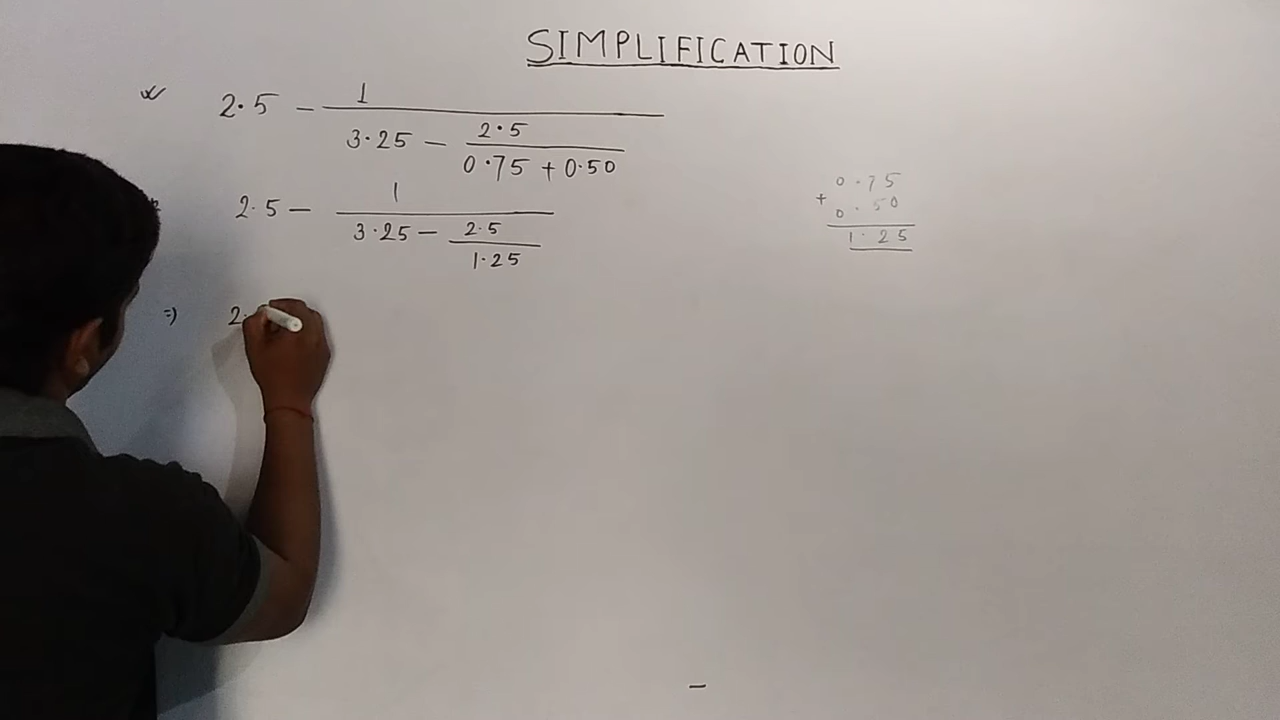 SIMPLIFICATION
2.5 − 1
3.25 − 2.5
0.75 + 0.50
2.5 − 1
3.25 − 2.5
1.25
⇒ 2.
0.75
+ 0.50
1.25